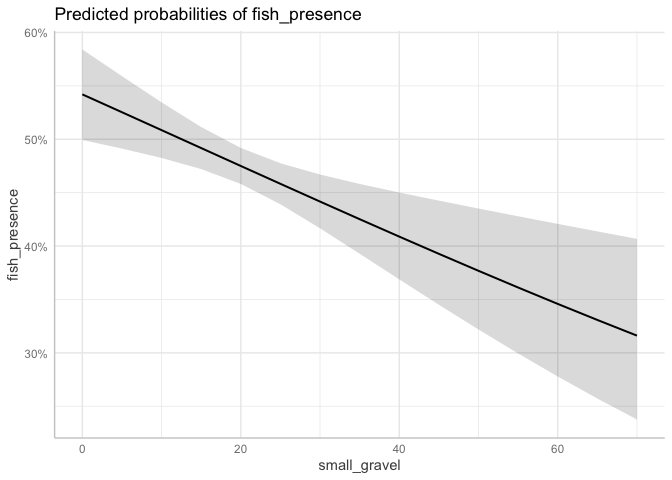 Predicted probabilities of fish_presence
60%
50%
40%
30%
fish_presence
0 20 40 60
small_gravel